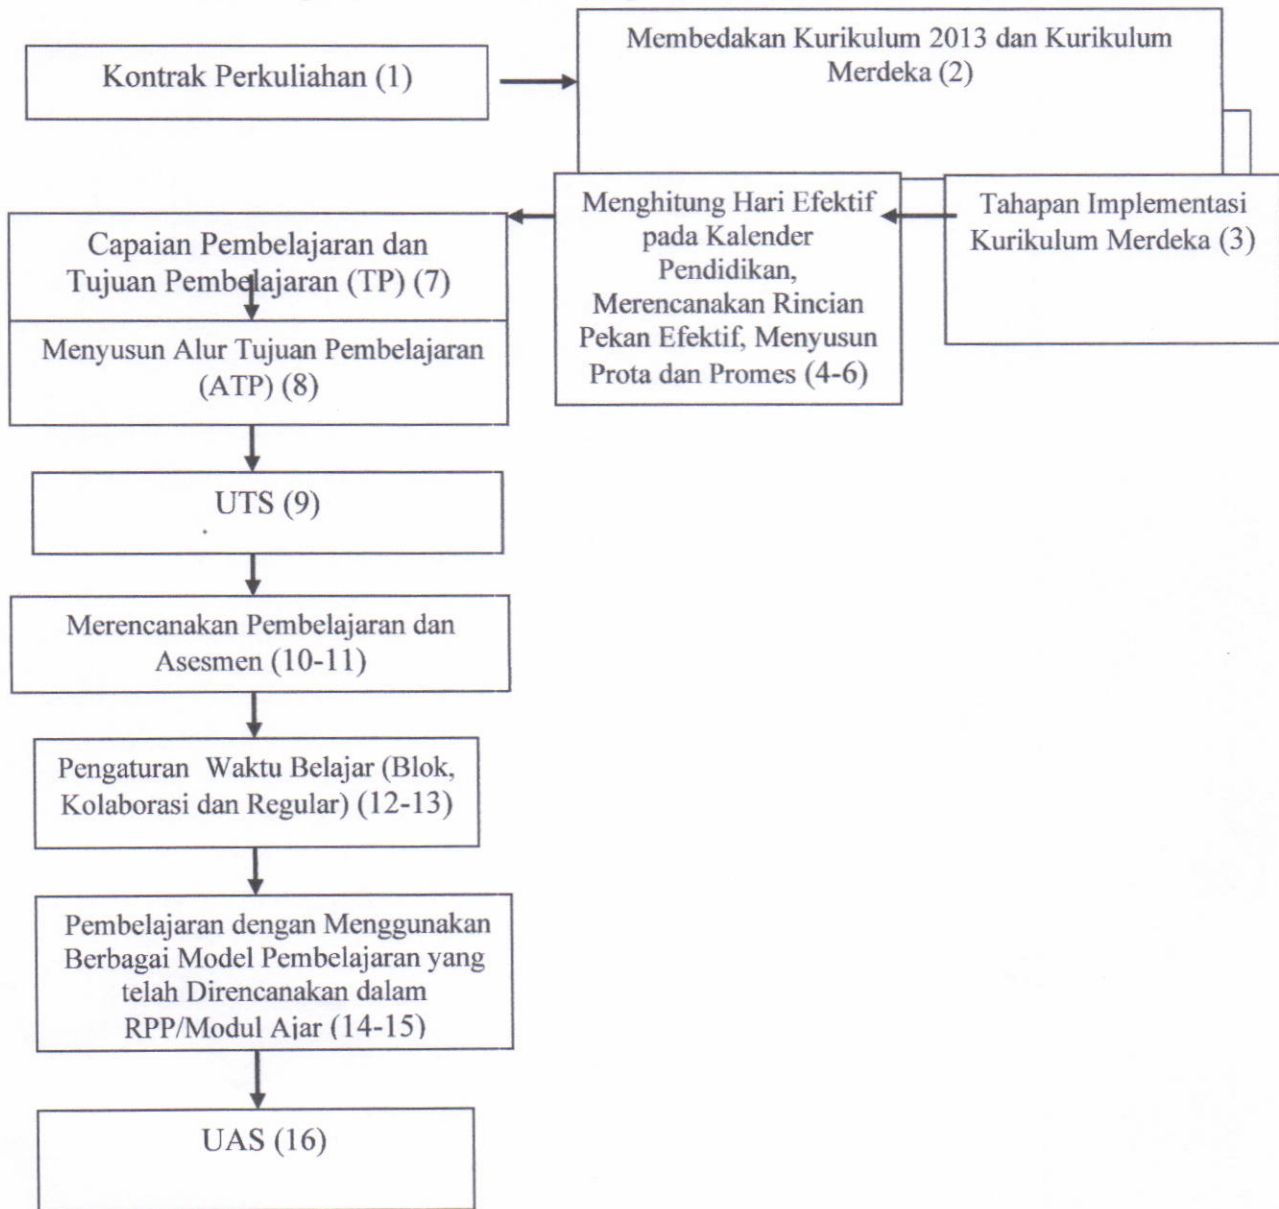 Kontrak Perkuliahan (1)
Membedakan Kurikulum 2013 dan Kurikulum
Merdeka (2)
Tahapan Implementasi
Kurikulum Merdeka (3)
Menghitung Hari Efektif
pada Kalender
Pendidikan,
Merencanakan Rincian
Pekan Efektif, Menyusun
Prota dan Promes (4-6)
Capaian Pembelajaran dan
Tujuan Pembelajaran (TP) (7)
Menyusun Alur Tujuan Pembelajaran
(ATP) (8)
UTS (9)
Merencanakan Pembelajaran dan
Asesmen (10-11)
Pengaturan Waktu Belajar (Blok,
Kolaborasi dan Regular) (12-13)
Pembelajaran dengan Menggunakan
Berbagai Model Pembelajaran yang
telah Direncanakan dalam
RPP/Modul Ajar (14-15)
UAS (16)